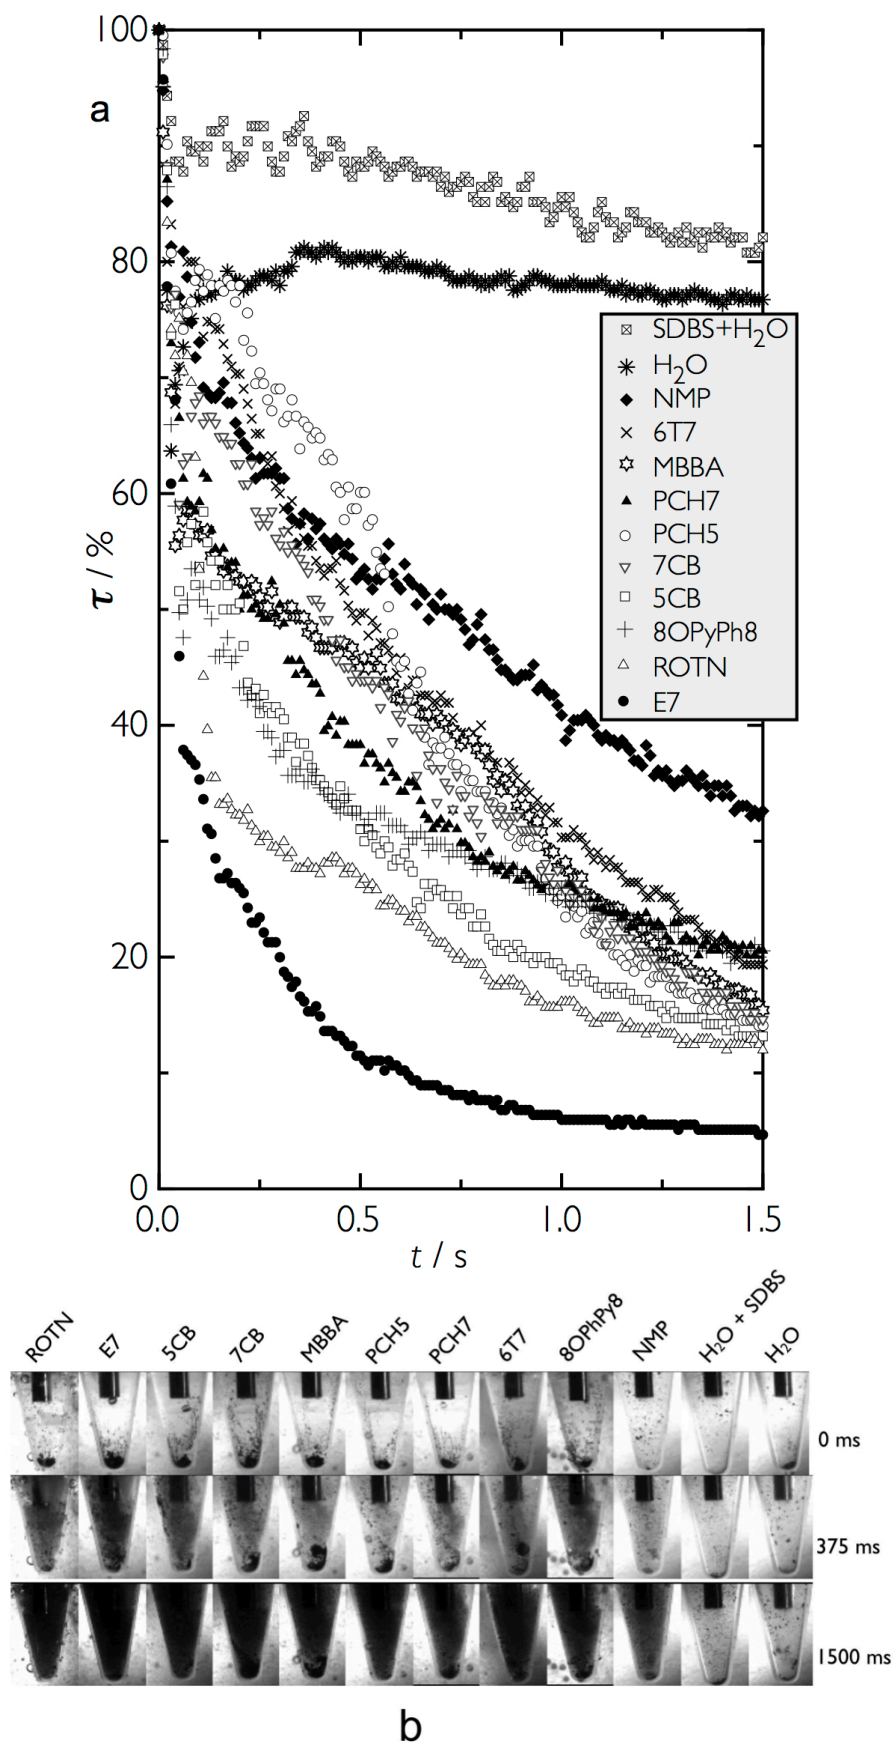 100
a
80
SDBS+H₂O
H₂O
NMP
6T7
MBBA
60
PCH7
PCH5
7CB
τ / %
5CB
8OPyPh8
ROTN
E7
40
20
0
0.0 0.5 1.0 1.5
t / s
ROTN E7 5CB 7CB MBBA PCH5 PCH7 6T7 8OPhPy8 NMP H₂O + SDBS H₂O
0 ms
375 ms
1500 ms
b